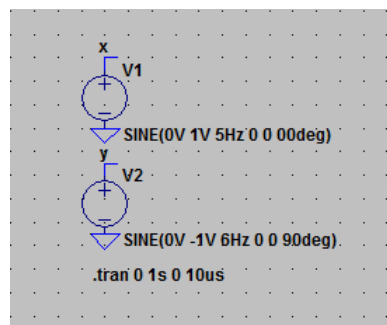 x
V1
SINE(0V 1V 5Hz 0 0 00deg)
y
V2
SINE(0V -1V 6Hz 0 0 90deg)
.tran 0 1s 0 10us